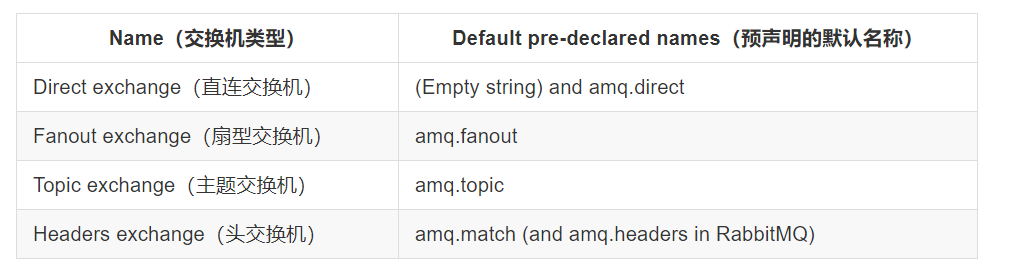 Name（交换机类型） Default pre-declared names（预声明的默认名称）
Direct exchange（直连交换机） (Empty string) and amq.direct
Fanout exchange（扇型交换机） amq.fanout
Topic exchange（主题交换机） amq.topic
Headers exchange（头交换机） amq.match (and amq.headers in RabbitMQ)